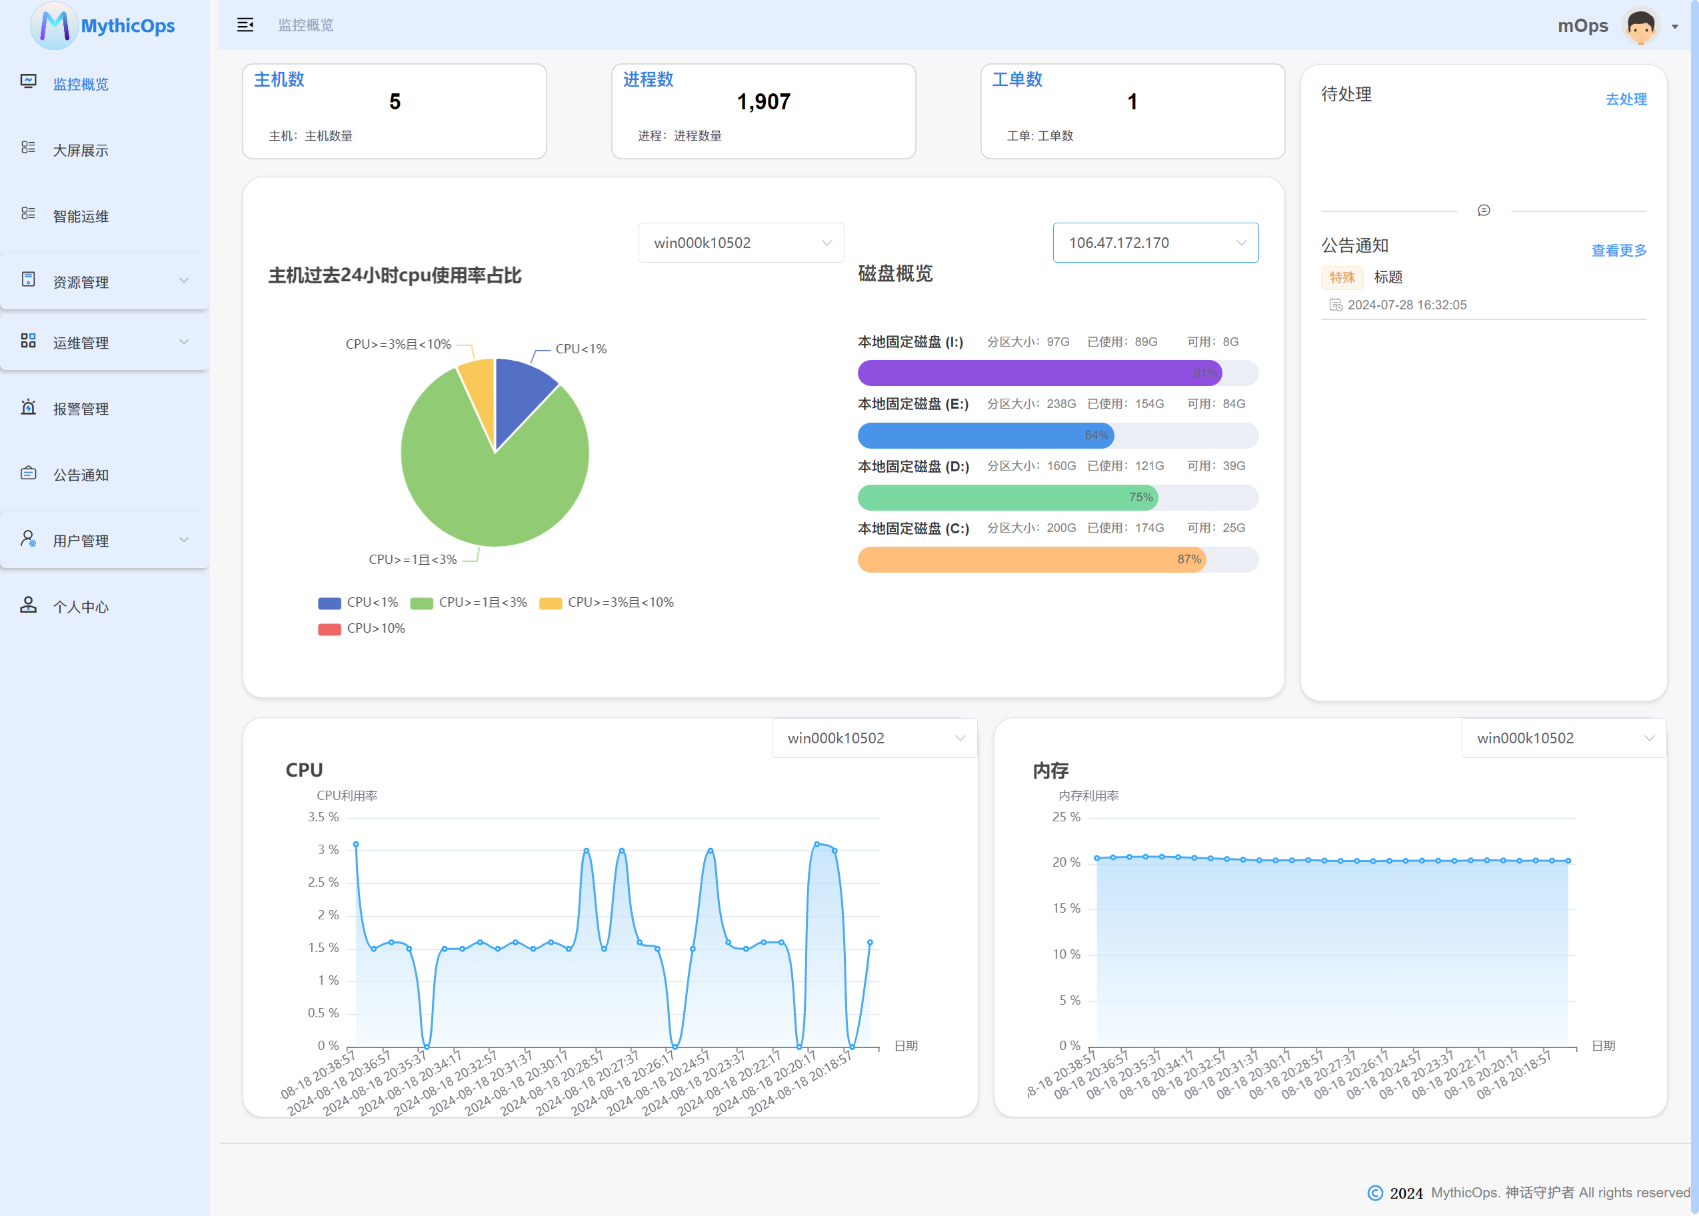 MythicOps
监控概览
mOps
监控概览
大屏展示
智能运维
资源管理
运维管理
报警管理
公告通知
用户管理
个人中心
主机数
5
主机：主机数量
进程数
1,907
进程：进程数量
工单数
1
工单: 工单数
待处理
去处理
公告通知
查看更多
特殊 标题
2024-07-28 16:32:05
win000k10502
主机过去24小时cpu使用率占比
CPU>=3%且<10%
CPU<1%
CPU>=1且<3%
CPU<1% CPU>=1且<3% CPU>=3%且<10%
CPU>10%
106.47.172.170
磁盘概览
本地固定磁盘 (I:) 分区大小：97G 已使用：89G 可用：8G
91%
本地固定磁盘 (E:) 分区大小：238G 已使用：154G 可用：84G
64%
本地固定磁盘 (D:) 分区大小：160G 已使用：121G 可用：39G
75%
本地固定磁盘 (C:) 分区大小：200G 已使用：174G 可用：25G
87%
win000k10502
CPU
CPU利用率
3.5 %
3 %
2.5 %
2 %
1.5 %
1 %
0.5 %
0 %
日期
08-18 20:38:57
2024-08-18 20:36:57
2024-08-18 20:35:37
2024-08-18 20:34:17
2024-08-18 20:32:57
2024-08-18 20:31:37
2024-08-18 20:30:17
2024-08-18 20:28:57
2024-08-18 20:27:37
2024-08-18 20:26:17
2024-08-18 20:24:57
2024-08-18 20:23:37
2024-08-18 20:22:17
2024-08-18 20:20:17
2024-08-18 20:18:57
win000k10502
内存
内存利用率
25 %
20 %
15 %
10 %
5 %
0 %
日期
8-18 20:38:57
08-18 20:36:57
08-18 20:35:37
08-18 20:34:17
08-18 20:32:57
08-18 20:31:37
08-18 20:30:17
08-18 20:28:57
08-18 20:27:37
08-18 20:26:17
08-18 20:24:57
08-18 20:23:37
08-18 20:22:17
08-18 20:20:17
08-18 20:18:57
© 2024 MythicOps. 神话守护者 All rights reserved